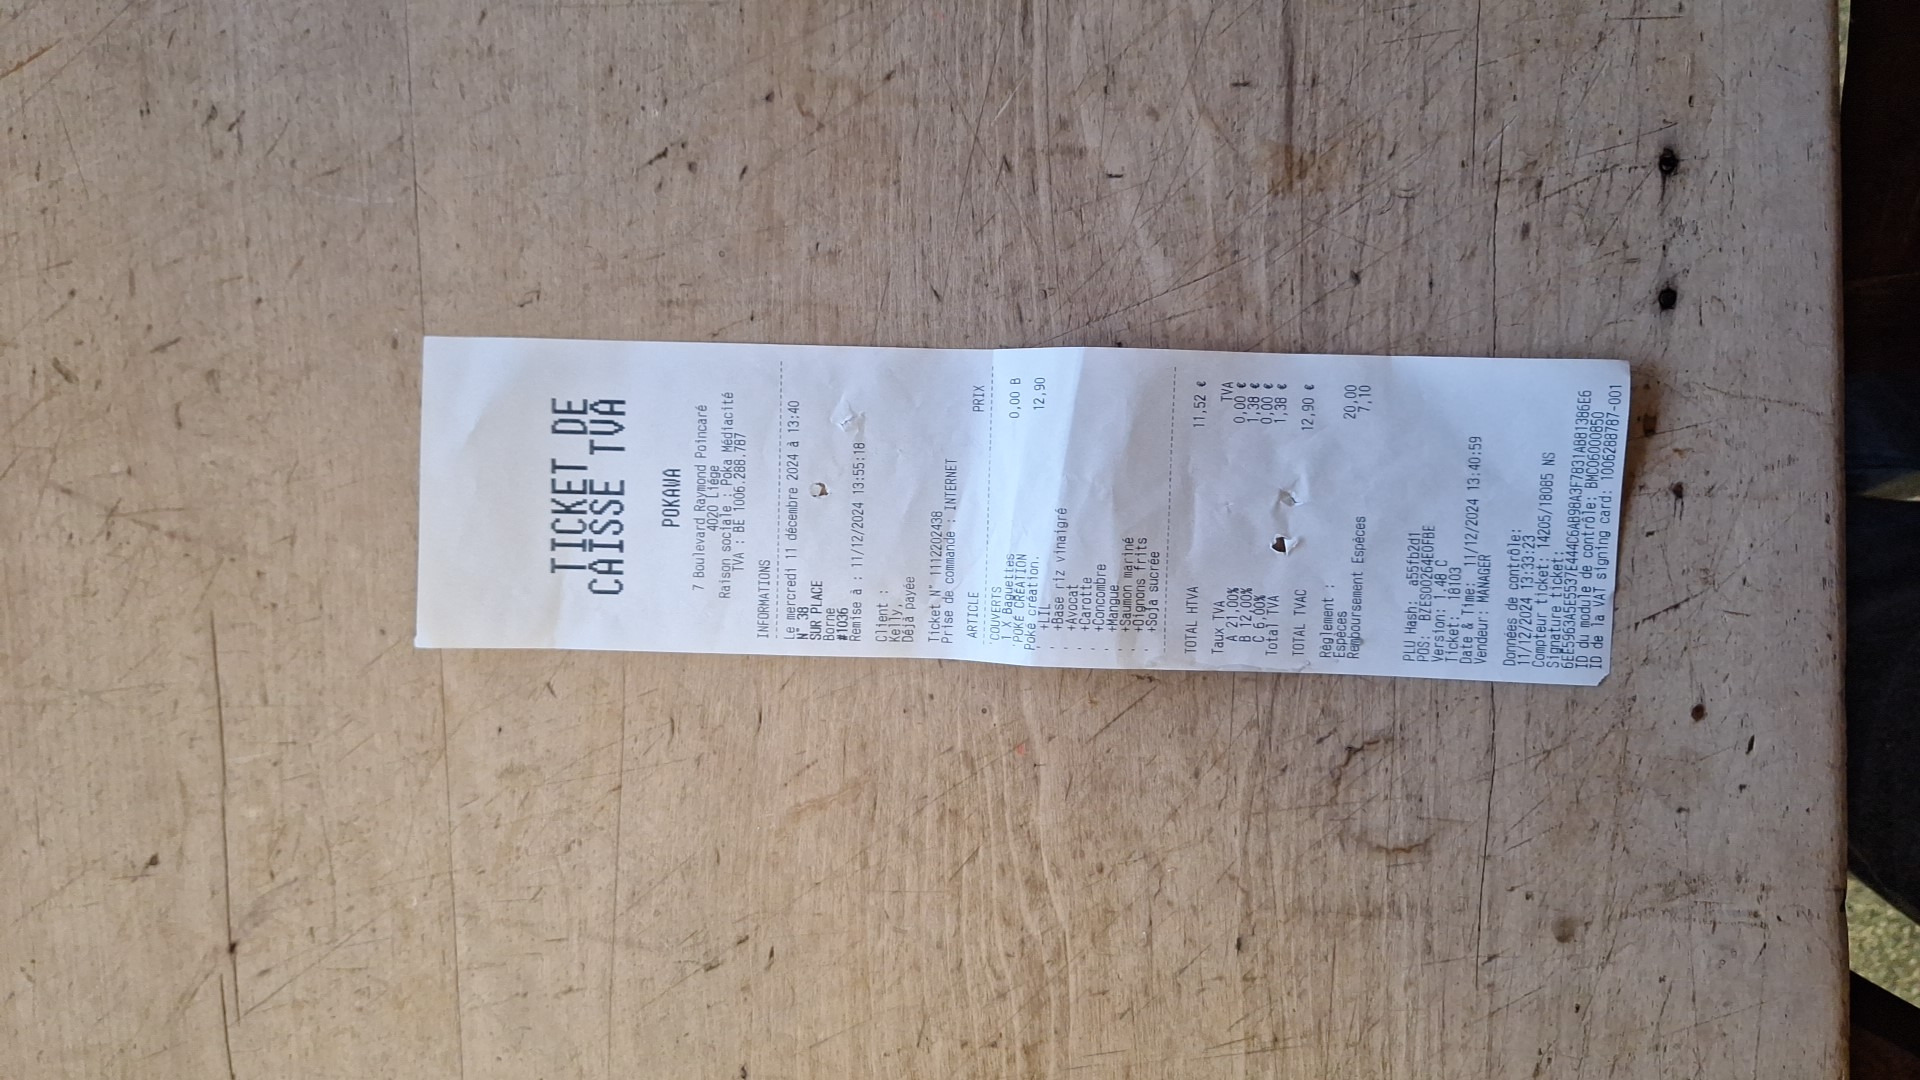 TICKET DE
CAISSE TVA
POKAWA
7 Boulevard Raymond Poincaré
4020 Liège
Raison sociale : Poka Médiacité
TVA : BE 1006.288.787
INFORMATIONS
Le mercredi 11 décembre 2024 à 13:40
N° 38
SUR PLACE
Borne
#1036
Remise à : 11/12/2024 13:55:18
Client :
Kelly,
Déjà payée
Ticket N° 1112202438
Prise de commande : INTERNET
ARTICLE PRIX
COUVERTS
1 X Baguettes 0,00 B
POKÉ CRÉATION
Poké création. 12,90
- +LIL
- +Base riz vinaigré
- +Avocat
- +Carotte
- +Concombre
- +Mangue
- +Saumon mariné
- +Oignons frits
- +Soja sucrée
TOTAL HTVA 11,52 €
Taux TVA TVA
A 21,00% 0,00 €
B 12,00% 1,38 €
C 6,00% 0,00 €
Total TVA 1,38 €
TOTAL TVAC 12,90 €
Règlement :
Espèces 20,00
Remboursement Espèces 7,10
PLU Hash: a55fb2d1
POS:
Version: 1.48 C
Ticket: 18103
Date & Time: 11/12/2024 13:40:59
Vendeur: MANAGER
Données de contrôle:
11/12/2024 13:33:23
Compteur ticket: 14205/18085 NS
Signature ticket:
ID du module de contrôle: BMC06000850
ID de la VAT signing card: 1006288787-001